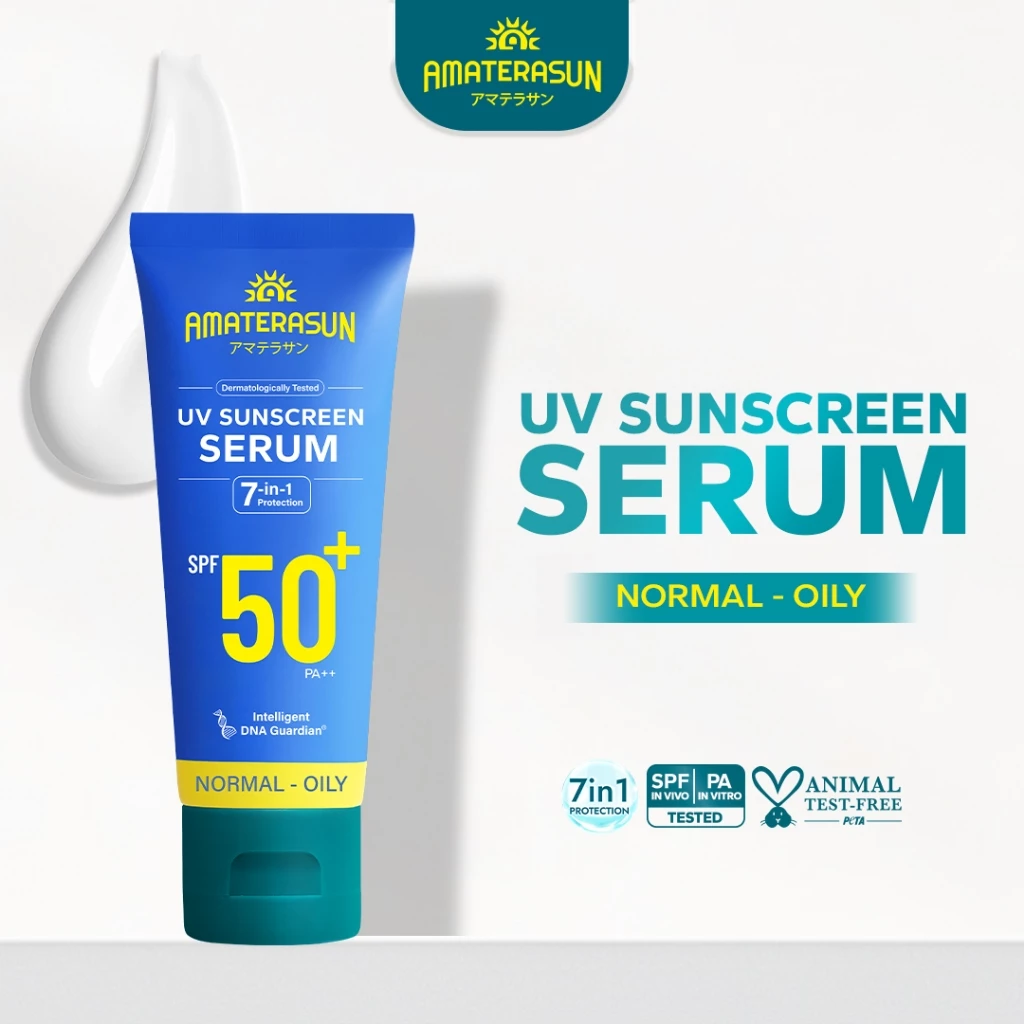 AMATERASUN
アマテラサン
AMATERASUN
アマテラサン
Dermatologically Tested
UV SUNSCREEN
SERUM
7-in-1
Protection
SPF 50+
PA++
Intelligent
DNA Guardian®
NORMAL - OILY
UV SUNSCREEN
SERUM
NORMAL - OILY
7in1
PROTECTION
SPF IN VIVO
PA IN VITRO
TESTED
ANIMAL
TEST-FREE
PETA